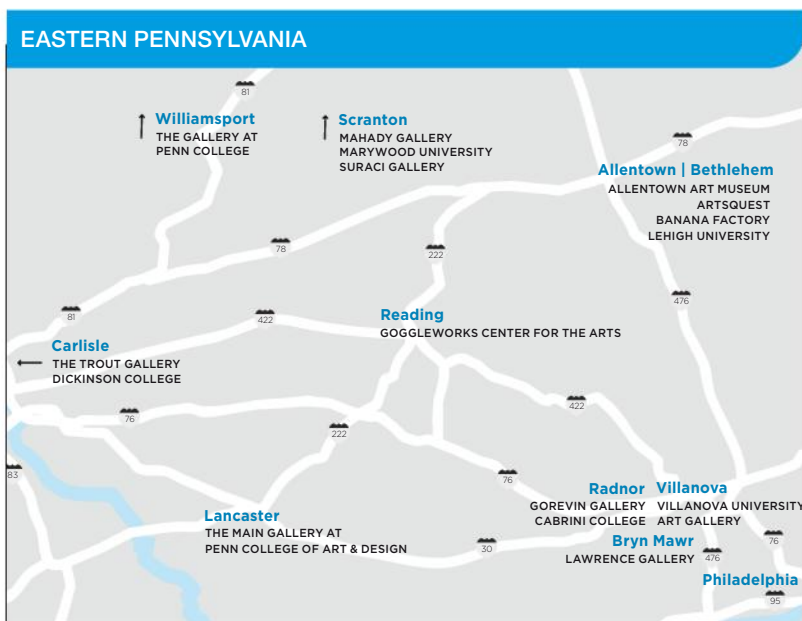 EASTERN PENNSYLVANIA
81
Williamsport
THE GALLERY AT
PENN COLLEGE
Scranton
MAHADY GALLERY
MARYWOOD UNIVERSITY
SURACI GALLERY
78
Allentown | Bethlehem
ALLENTOWN ART MUSEUM
ARTSQUEST
BANANA FACTORY
LEHIGH UNIVERSITY
78
222
476
81
422
Reading
GOGGLEWORKS CENTER FOR THE ARTS
Carlisle
THE TROUT GALLERY
DICKINSON COLLEGE
76
422
222
83
76
Radnor
GOREVIN GALLERY
CABRINI COLLEGE
Villanova
VILLANOVA UNIVERSITY
ART GALLERY
Lancaster
THE MAIN GALLERY AT
PENN COLLEGE OF ART & DESIGN
30
Bryn Mawr
LAWRENCE GALLERY
476
76
Philadelphia
95